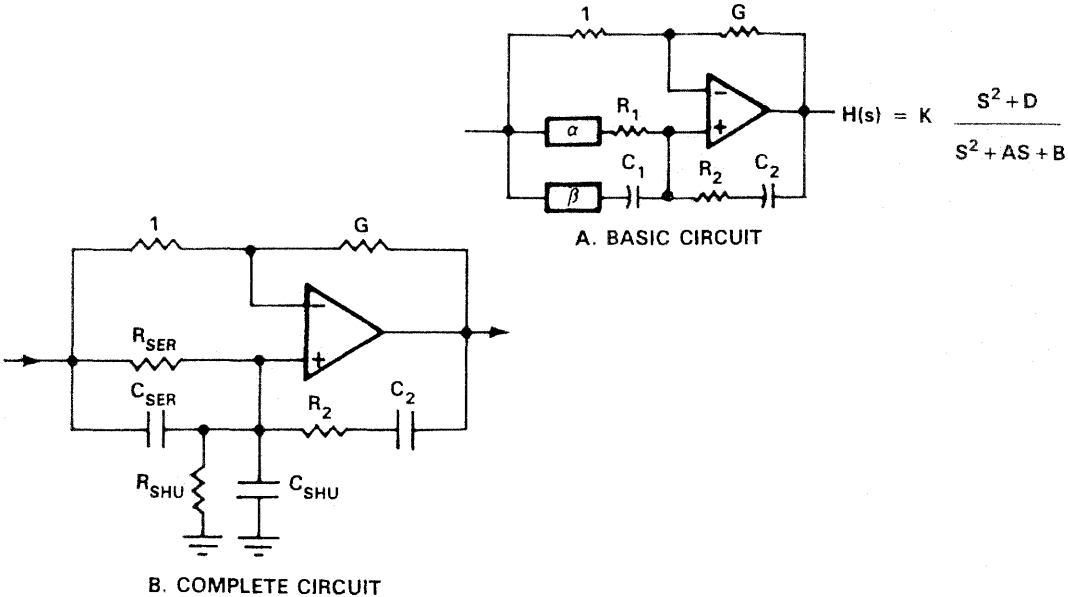 1
G
−
+
α
R1
β
C1
R2
C2
H(s) = K (S² + D) / (S² + AS + B)
A. BASIC CIRCUIT
1
G
−
+
RSER
CSER
R2
C2
RSHU
CSHU
B. COMPLETE CIRCUIT